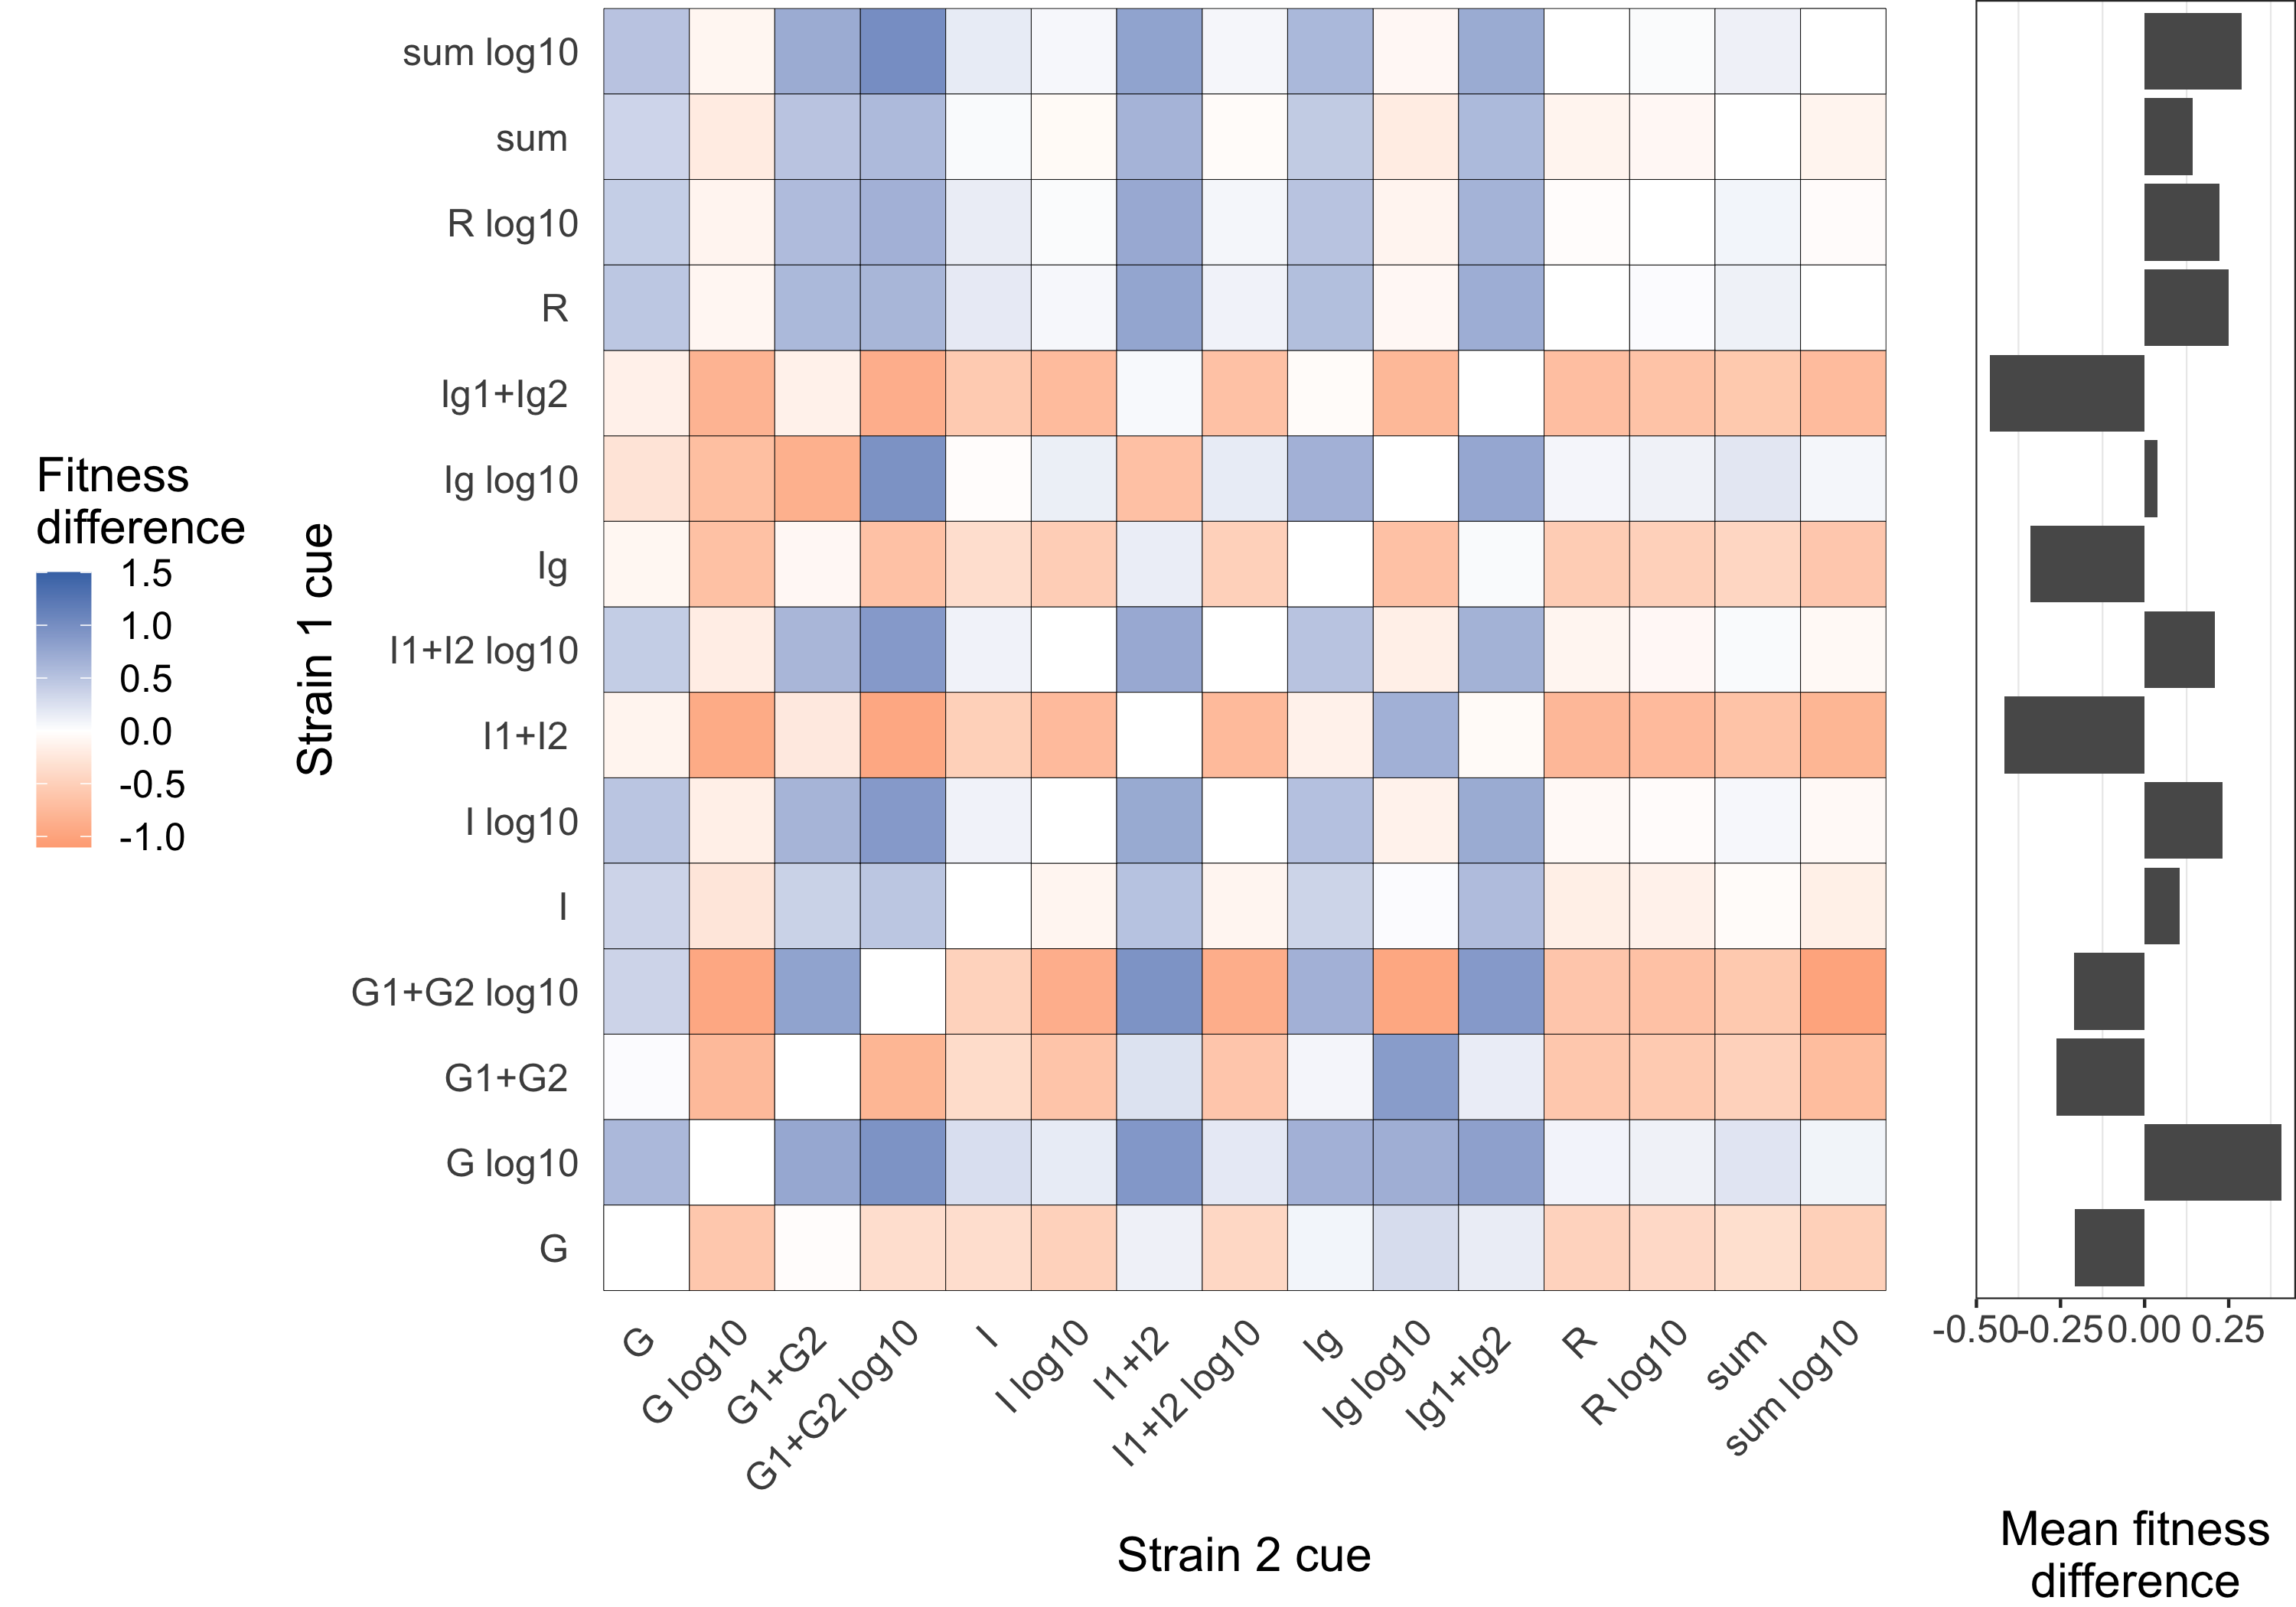 sum log10
sum
R log10
R
Ig1+Ig2
Ig log10
Ig
I1+I2 log10
I1+I2
I log10
I
G1+G2 log10
G1+G2
G log10
G
Strain 1 cue
Fitness
difference
1.5
1.0
0.5
0.0
-0.5
-1.0
G
G log10
G1+G2
G1+G2 log10
I
I log10
I1+I2
I1+I2 log10
Ig
Ig log10
Ig1+Ig2
R
R log10
sum
sum log10
Strain 2 cue
-0.50 -0.25 0.00 0.25
Mean fitness
difference